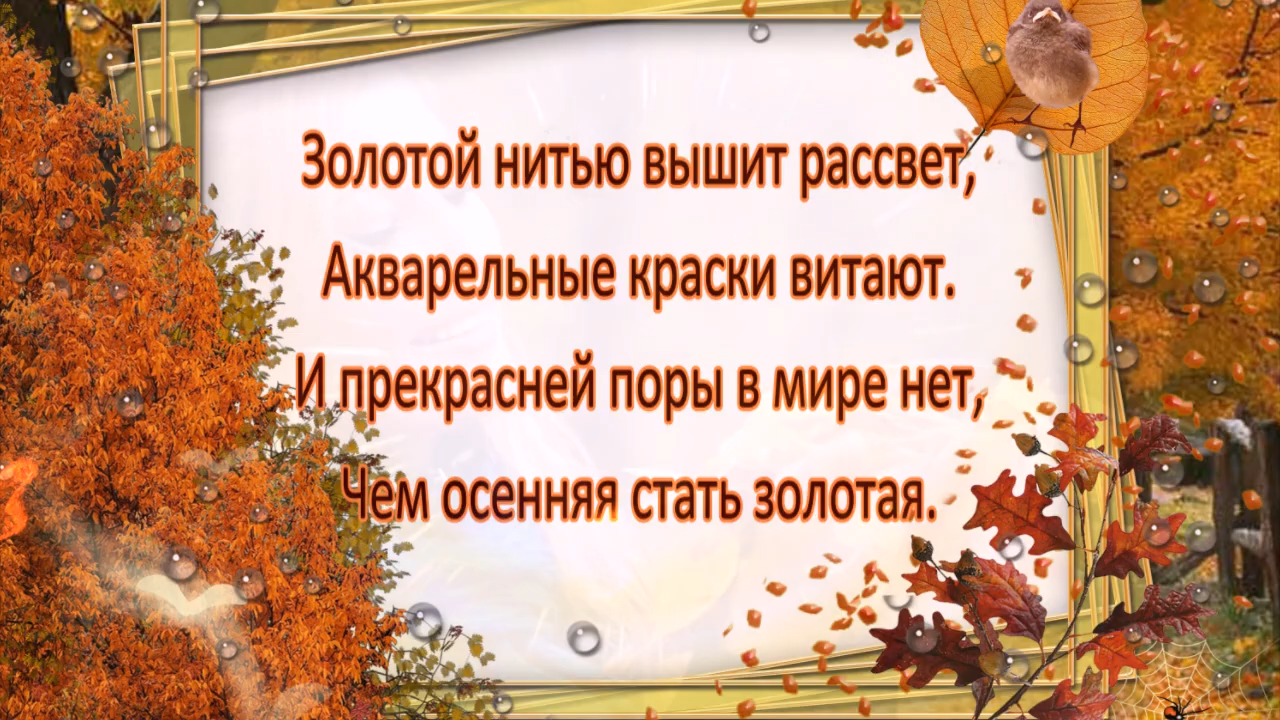 Золотой нитью вышит рассвет,
Акварельные краски витают.
И прекрасней поры в мире нет,
Чем осенняя стать золотая.